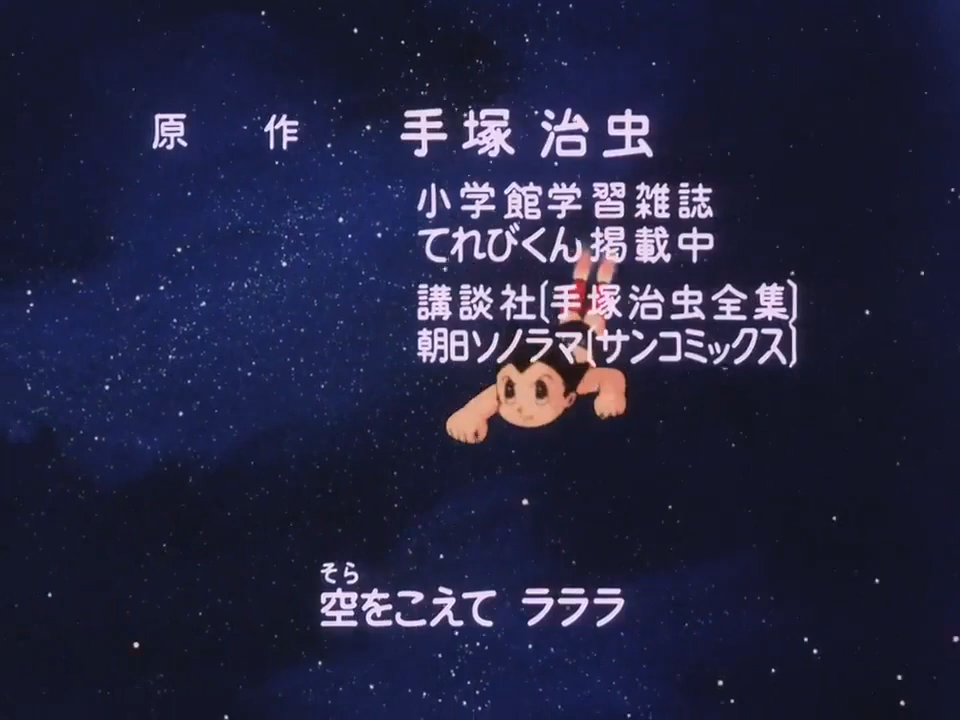 原　作　手塚治虫
小学館学習雑誌
てれびくん掲載中
講談社〔手塚治虫全集〕
朝日ソノラマ〔サンコミックス〕
そら
空をこえて ラララ